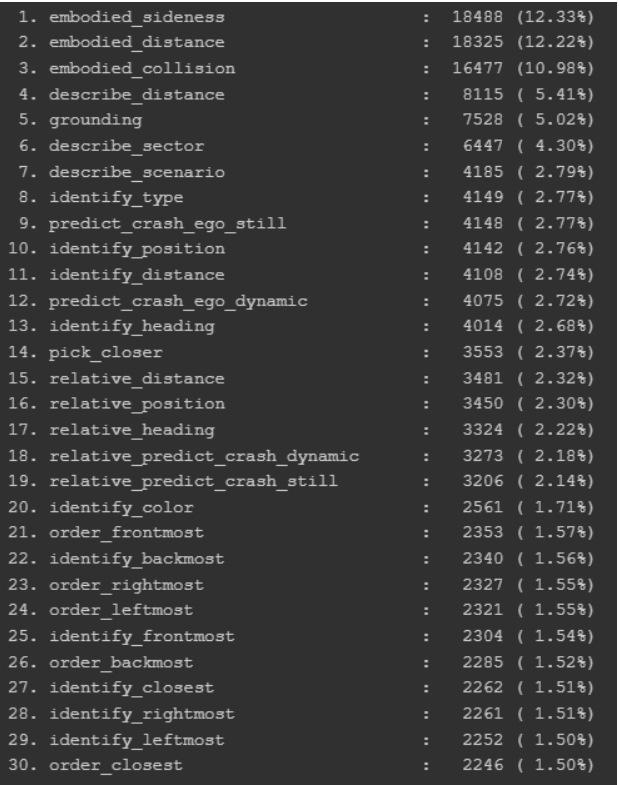 1. embodied_sideness : 18488 (12.33%)
2. embodied_distance : 18325 (12.22%)
3. embodied_collision : 16477 (10.98%)
4. describe_distance : 8115 ( 5.41%)
5. grounding : 7528 ( 5.02%)
6. describe_sector : 6447 ( 4.30%)
7. describe_scenario : 4185 ( 2.79%)
8. identify_type : 4149 ( 2.77%)
9. predict_crash_ego_still : 4148 ( 2.77%)
10. identify_position : 4142 ( 2.76%)
11. identify_distance : 4108 ( 2.74%)
12. predict_crash_ego_dynamic : 4075 ( 2.72%)
13. identify_heading : 4014 ( 2.68%)
14. pick_closer : 3553 ( 2.37%)
15. relative_distance : 3481 ( 2.32%)
16. relative_position : 3450 ( 2.30%)
17. relative_heading : 3324 ( 2.22%)
18. relative_predict_crash_dynamic : 3273 ( 2.18%)
19. relative_predict_crash_still : 3206 ( 2.14%)
20. identify_color : 2561 ( 1.71%)
21. order_frontmost : 2353 ( 1.57%)
22. identify_backmost : 2340 ( 1.56%)
23. order_rightmost : 2327 ( 1.55%)
24. order_leftmost : 2321 ( 1.55%)
25. identify_frontmost : 2304 ( 1.54%)
26. order_backmost : 2285 ( 1.52%)
27. identify_closest : 2262 ( 1.51%)
28. identify_rightmost : 2261 ( 1.51%)
29. identify_leftmost : 2252 ( 1.50%)
30. order_closest : 2246 ( 1.50%)